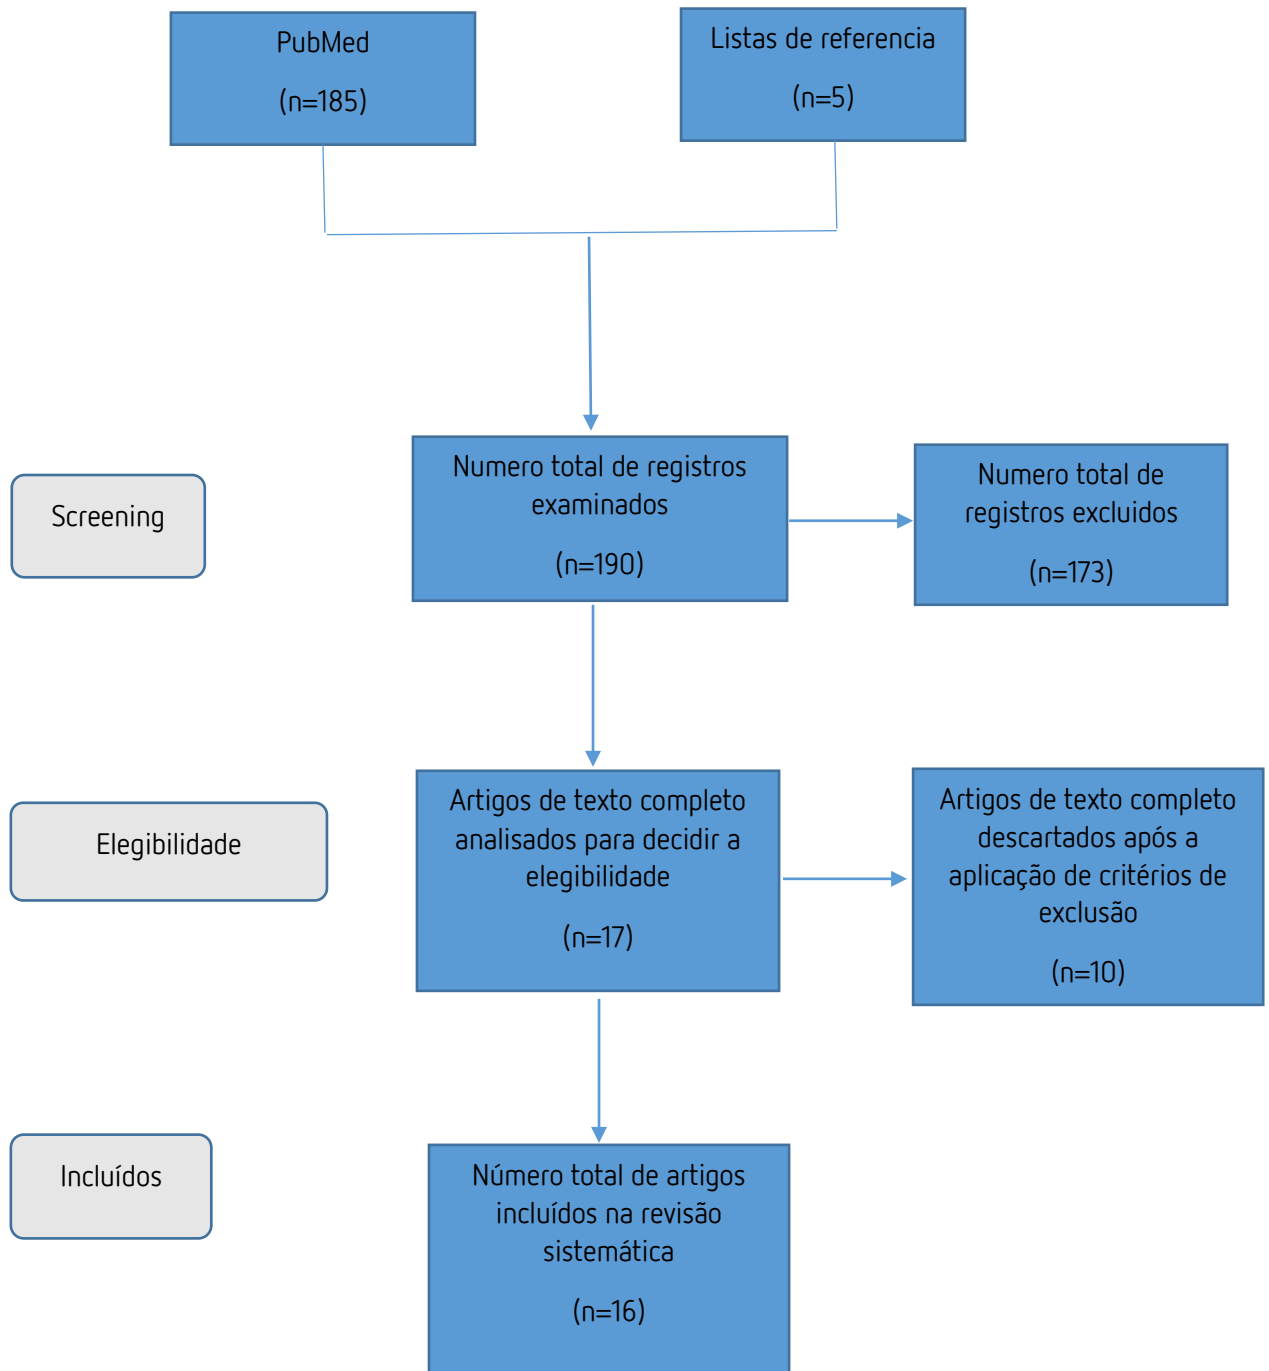 PubMed
(n=185)
Listas de referencia
(n=5)
Screening
Numero total de registros
examinados
(n=190)
Numero total de
registros excluidos
(n=173)
Elegibilidade
Artigos de texto completo
analisados para decidir a
elegibilidade
(n=17)
Artigos de texto completo
descartados após a
aplicação de critérios de
exclusão
(n=10)
Incluídos
Número total de artigos
incluídos na revisão
sistemática
(n=16)